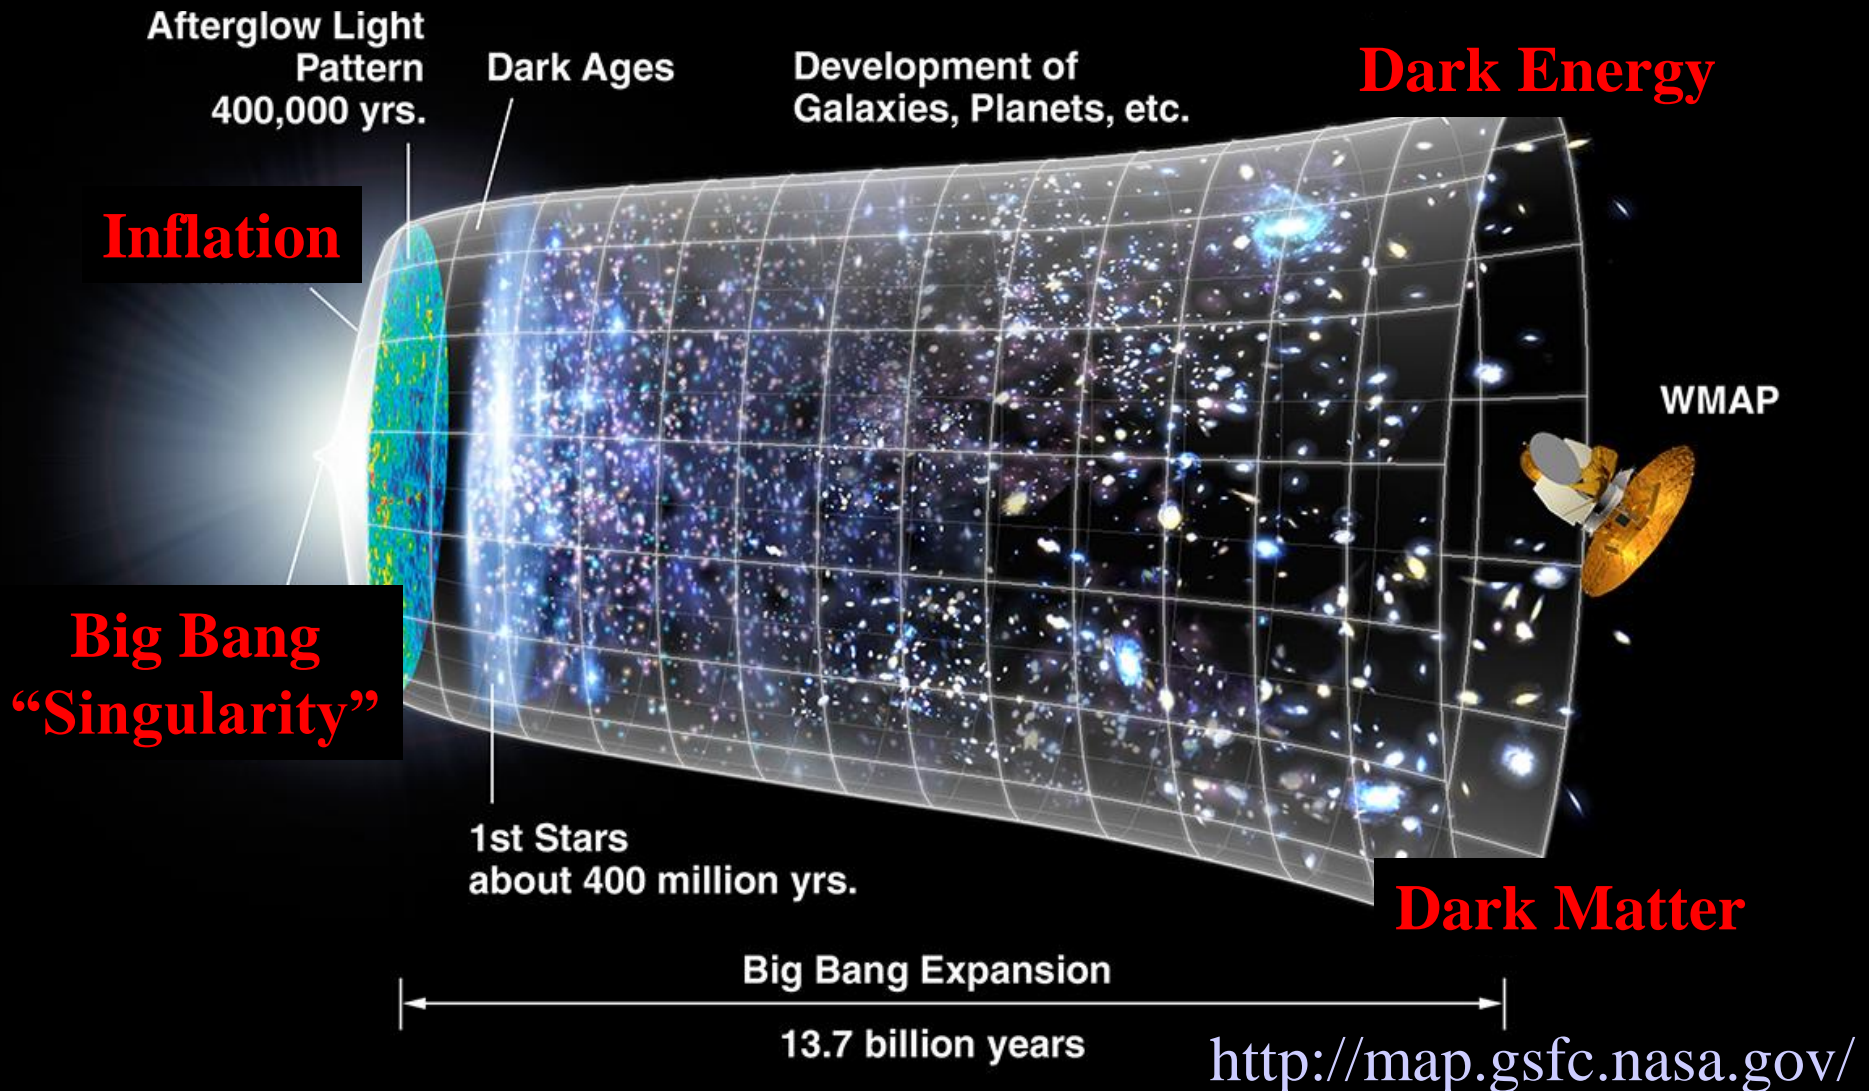 Afterglow Light
Pattern
400,000 yrs.
Dark Ages
Development of
Galaxies, Planets, etc.
Dark Energy
Inflation
WMAP
Big Bang
“Singularity”
1st Stars
about 400 million yrs.
Dark Matter
Big Bang Expansion
13.7 billion years
http://map.gsfc.nasa.gov/